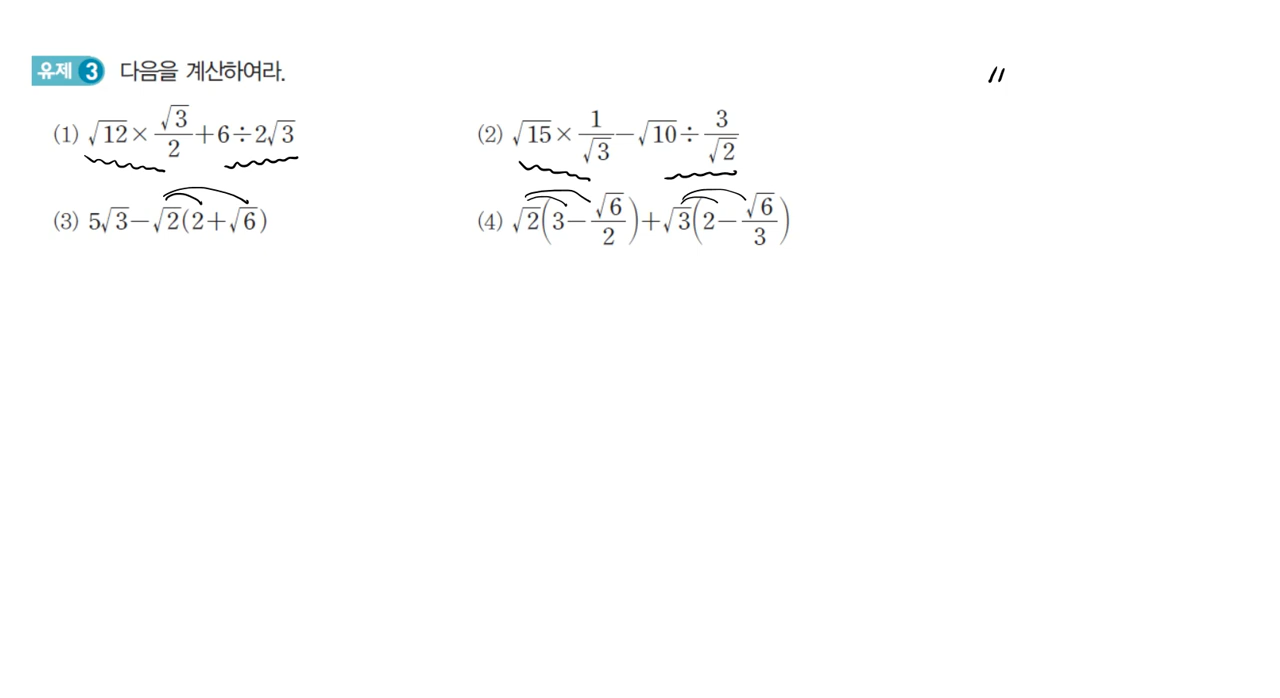 유제 3 다음을 계산하여라.
(1) √12 × √3/2 + 6 ÷ 2√3
(2) √15 × 1/√3 − √10 ÷ 3/√2
(3) 5√3 − √2(2 + √6)
(4) √2(3 − √6/2) + √3(2 − √6/3)